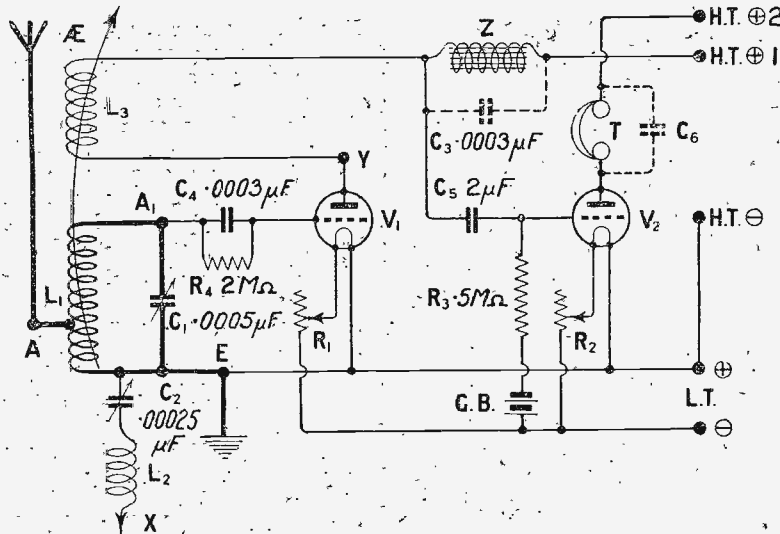 Æ
Z
H.T. ⊕ 2
H.T. ⊕ 1
L₃
C₃ ·0003μF
T
C₆
Y
A₁
C₄ ·0003μF
V₁
C₅ 2μF
V₂
H.T. ⊖
L₁
R₄ 2MΩ
A
C₁ ·0005μF
R₁
R₃ ·5MΩ
R₂
E
C₂
·00025
μF
G.B.
L.T.
⊕
⊖
L₂
X